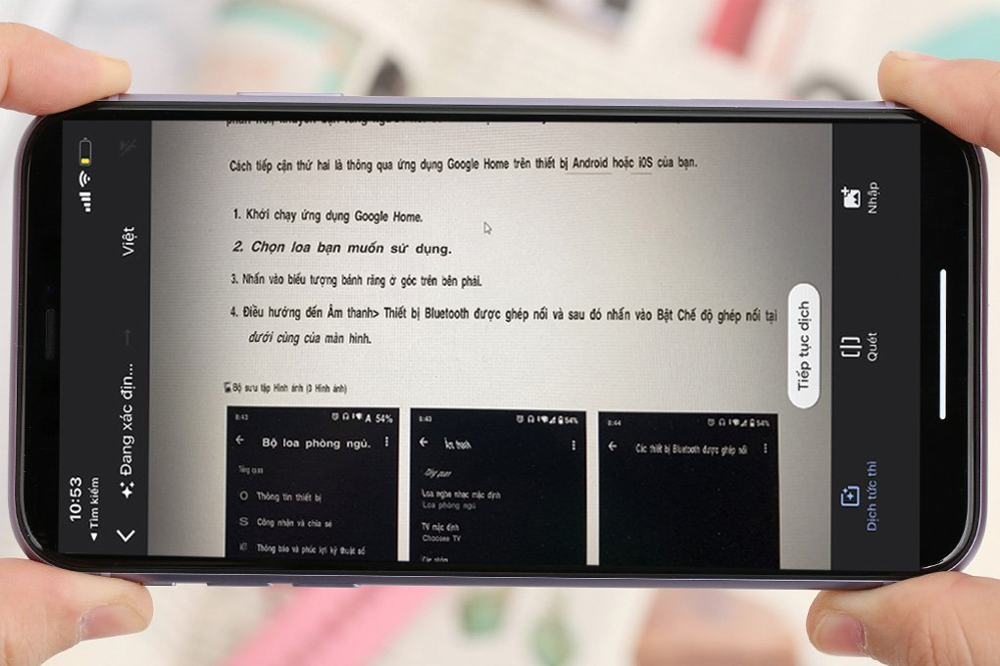 10:53
◀ Tìm kiếm
Đang xác địn... → Việt
Cách tiếp cận thứ hai là thông qua ứng dụng Google Home trên thiết bị Android hoặc iOS của bạn.
1. Khởi chạy ứng dụng Google Home.
2. Chọn loa bạn muốn sử dụng.
3. Nhấn vào biểu tượng bánh răng ở góc trên bên phải.
4. Điều hướng đến Âm thanh> Thiết bị Bluetooth được ghép nối và sau đó nhấn vào Bật Chế độ ghép nối tại
dưới cùng của màn hình.
Bộ sưu tập Hình ảnh (3 Hình ảnh)
8:43 A 54%
Bộ loa phòng ngủ.
Tổng quan
Thông tin thiết bị
Công nhận và chia sẻ
Thông báo và phúc lợi kỹ thuật số
8:43 54%
Âm thanh
Loa nghe nhạc mặc định
Loa phòng ngủ
TV mặc định
Chooses TV
8:44 54%
Các thiết bị Bluetooth được ghép nối
Tiếp tục dịch
Dịch tức thì
Quét
Nhập